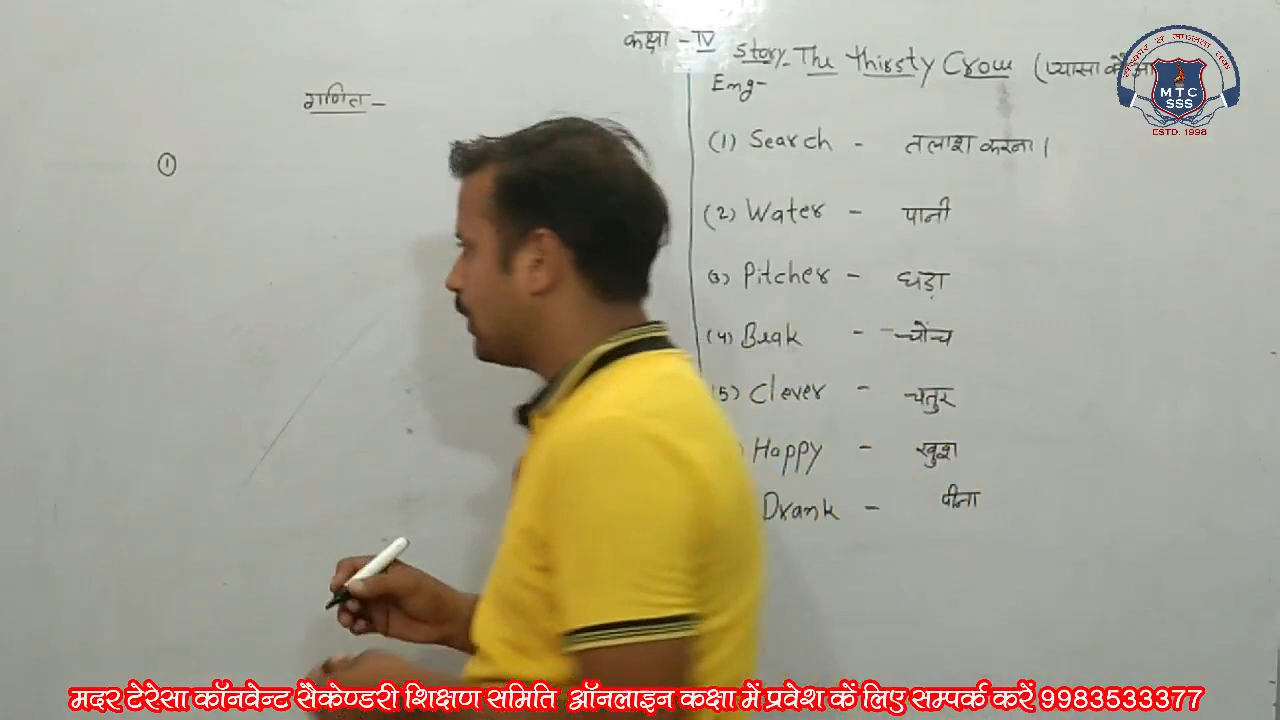 कक्षा - IV
Story - The Thirsty Crow (प्यासा
Eng-
गणित -
(1) Search - तलाश करना।
①
(2) Water - पानी
(3) Pitcher - घड़ा
(4) Beak - - चोंच
(5) Clever - चतुर
Happy - खुश
Drank - पीना
MTC
SSS
ESTD. 1998
मदर टेरेसा कॉनवेन्ट सैकेण्डरी शिक्षण समिति ऑनलाइन कक्षा में प्रवेश कें लिए सम्पर्क करें 9983533377